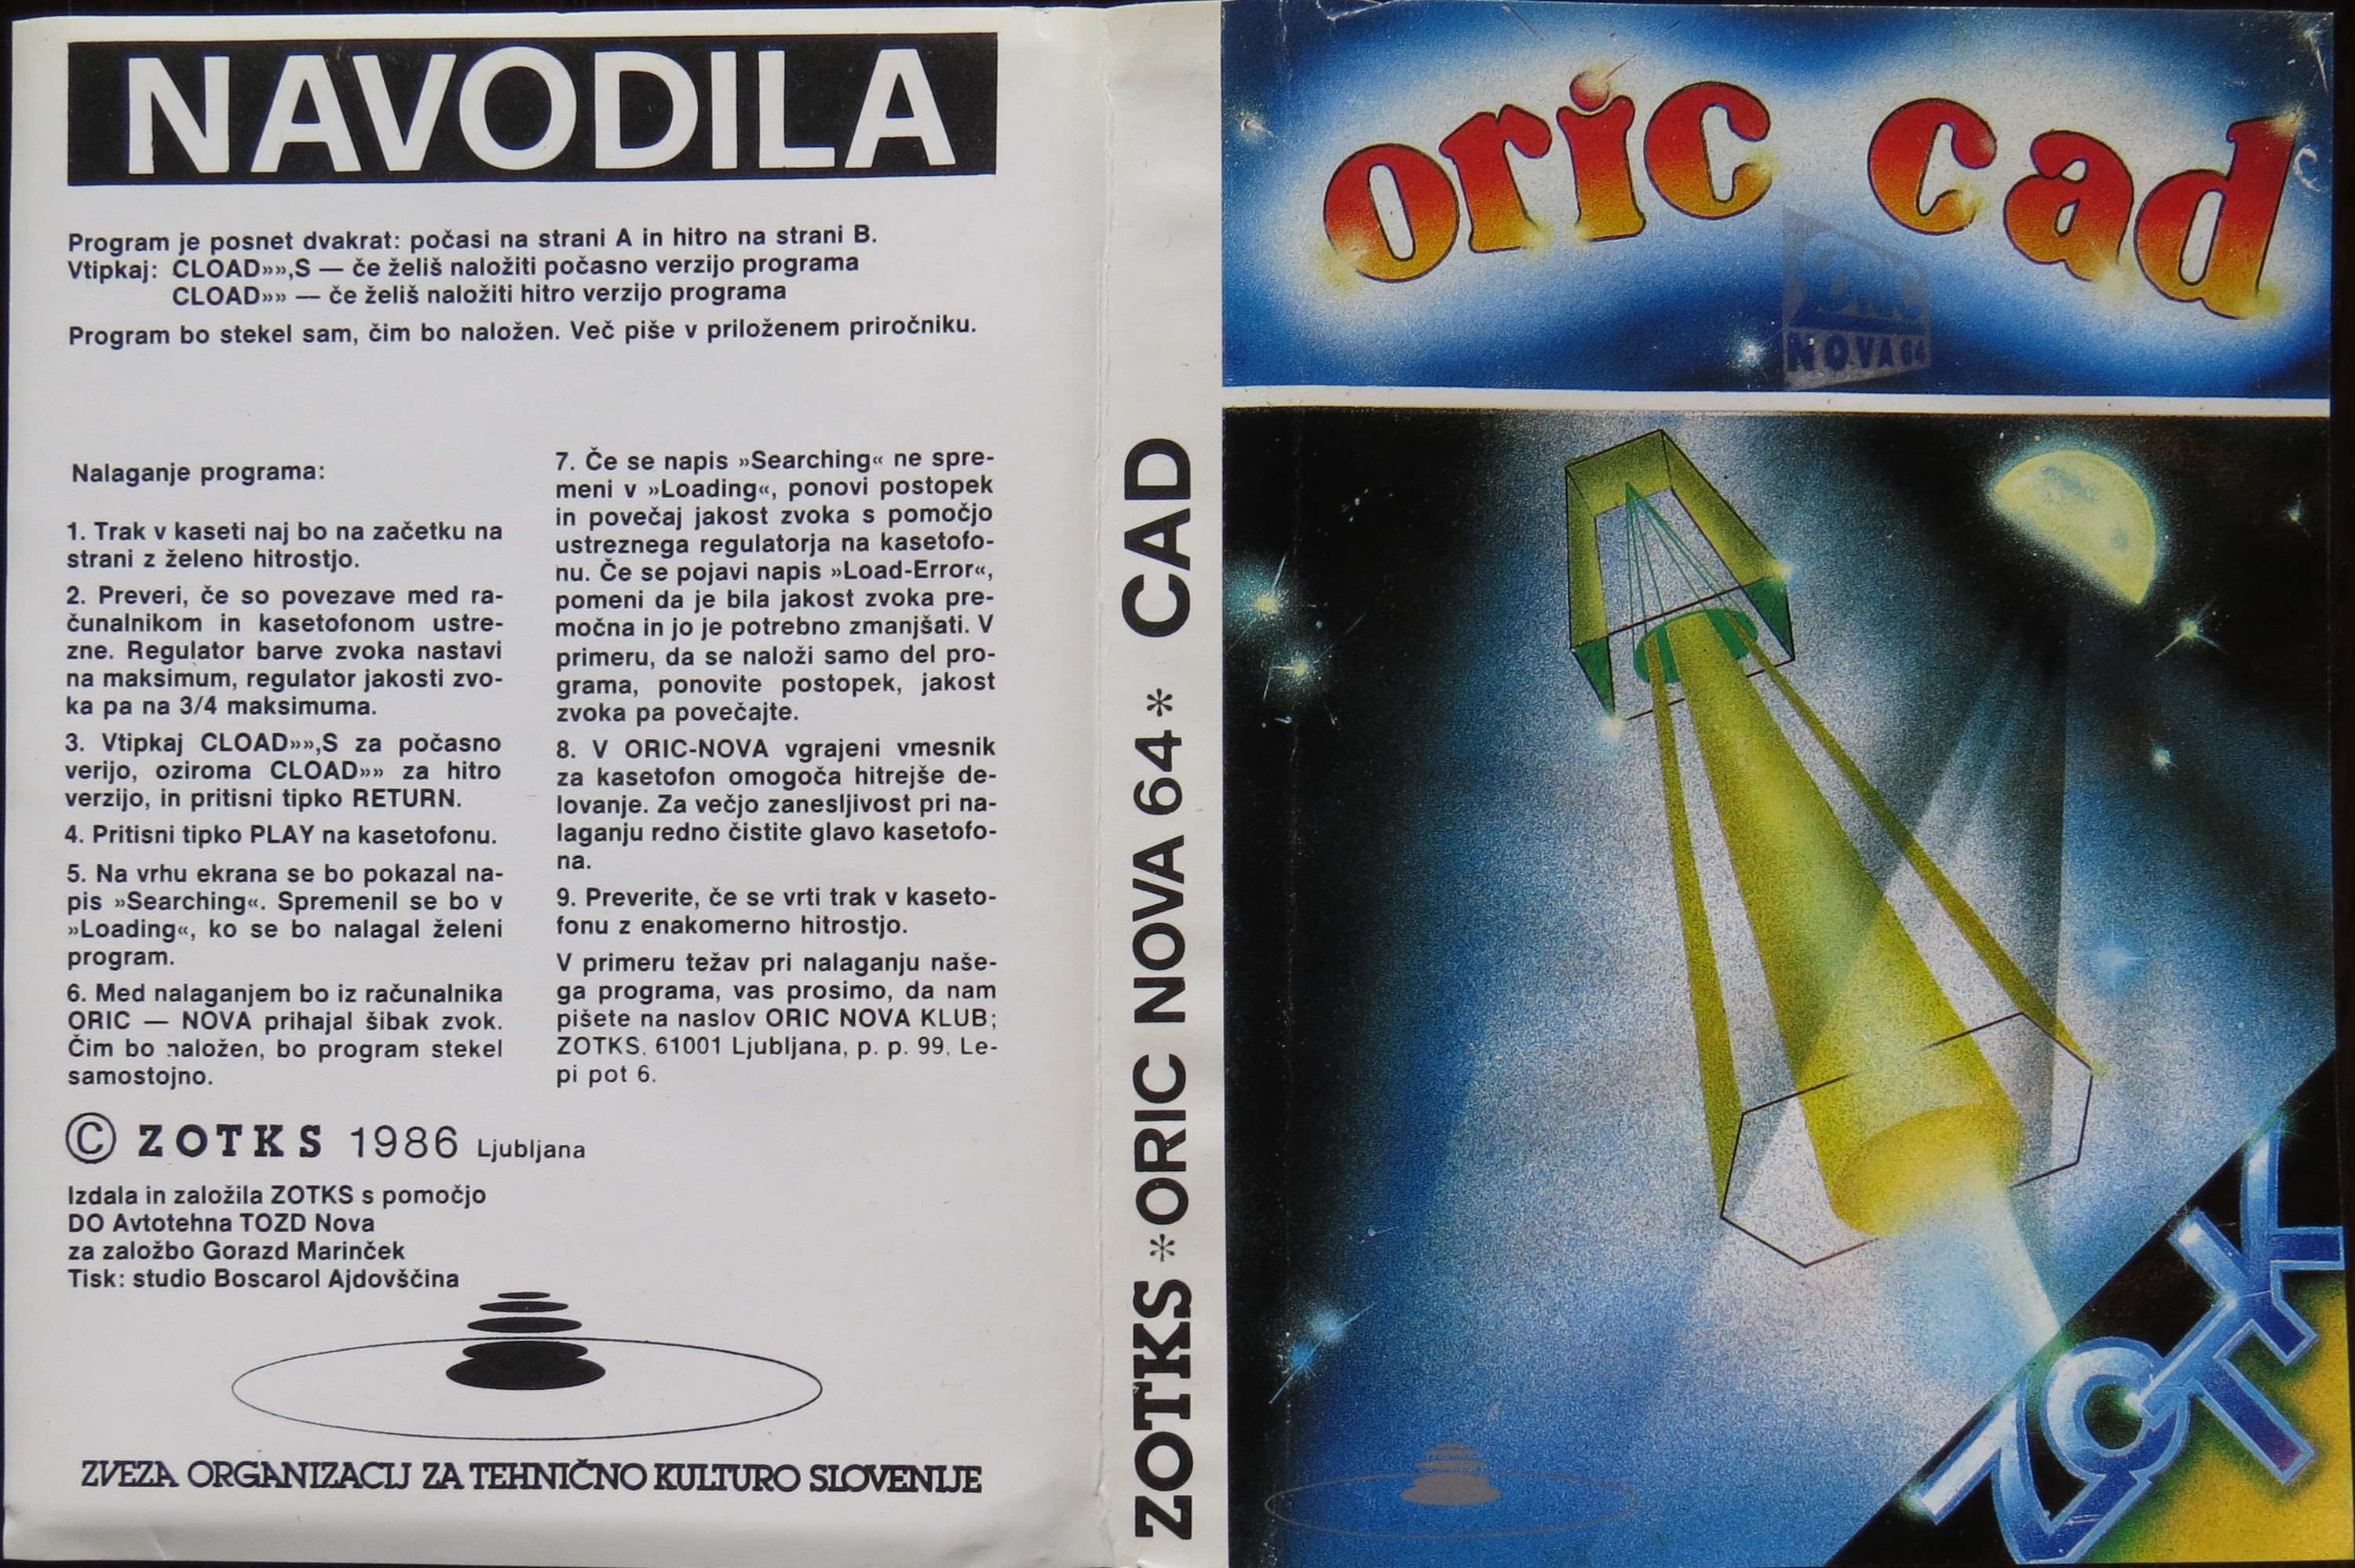 NAVODILA
Program je posnet dvakrat: počasi na strani A in hitro na strani B.
Vtipkaj: CLOAD»»,S — če želiš naložiti počasno verzijo programa
CLOAD»» — če želiš naložiti hitro verzijo programa
Program bo stekel sam, čim bo naložen. Več piše v priloženem priročniku.
Nalaganje programa:
1. Trak v kaseti naj bo na začetku na
strani z želeno hitrostjo.
2. Preveri, če so povezave med ra-
čunalnikom in kasetofonom ustre-
zne. Regulator barve zvoka nastavi
na maksimum, regulator jakosti zvo-
ka pa na 3/4 maksimuma.
3. Vtipkaj CLOAD»»,S za počasno
verijo, oziroma CLOAD»» za hitro
verzijo, in pritisni tipko RETURN.
4. Pritisni tipko PLAY na kasetofonu.
5. Na vrhu ekrana se bo pokazal na-
pis »Searching«. Spremenil se bo v
»Loading«, ko se bo nalagal želeni
program.
6. Med nalaganjem bo iz računalnika
ORIC — NOVA prihajal šibak zvok.
Čim bo naložen, bo program stekel
samostojno.
7. Če se napis »Searching« ne spre-
meni v »Loading«, ponovi postopek
in povečaj jakost zvoka s pomočjo
ustreznega regulatorja na kasetofo-
nu. Če se pojavi napis »Load-Error«,
pomeni da je bila jakost zvoka pre-
močna in jo je potrebno zmanjšati. V
primeru, da se naloži samo del pro-
grama, ponovite postopek, jakost
zvoka pa povečajte.
8. V ORIC-NOVA vgrajeni vmesnik
za kasetofon omogoča hitrejše de-
lovanje. Za večjo zanesljivost pri na-
laganju redno čistite glavo kasetofo-
na.
9. Preverite, če se vrti trak v kaseto-
fonu z enakomerno hitrostjo.
V primeru težav pri nalaganju naše-
ga programa, vas prosimo, da nam
pišete na naslov ORIC NOVA KLUB;
ZOTKS, 61001 Ljubljana, p. p. 99, Le-
pi pot 6.
© ZOTKS 1986 Ljubljana
Izdala in založila ZOTKS s pomočjo
DO Avtotehna TOZD Nova
za založbo Gorazd Marinček
Tisk: studio Boscarol Ajdovščina
ZVEZA ORGANIZACIJ ZA TEHNIČNO KULTURO SLOVENIJE
ZOTKS * ORIC NOVA 64 * CAD
oric cad
ORIC
NOVA 64
ZOTK